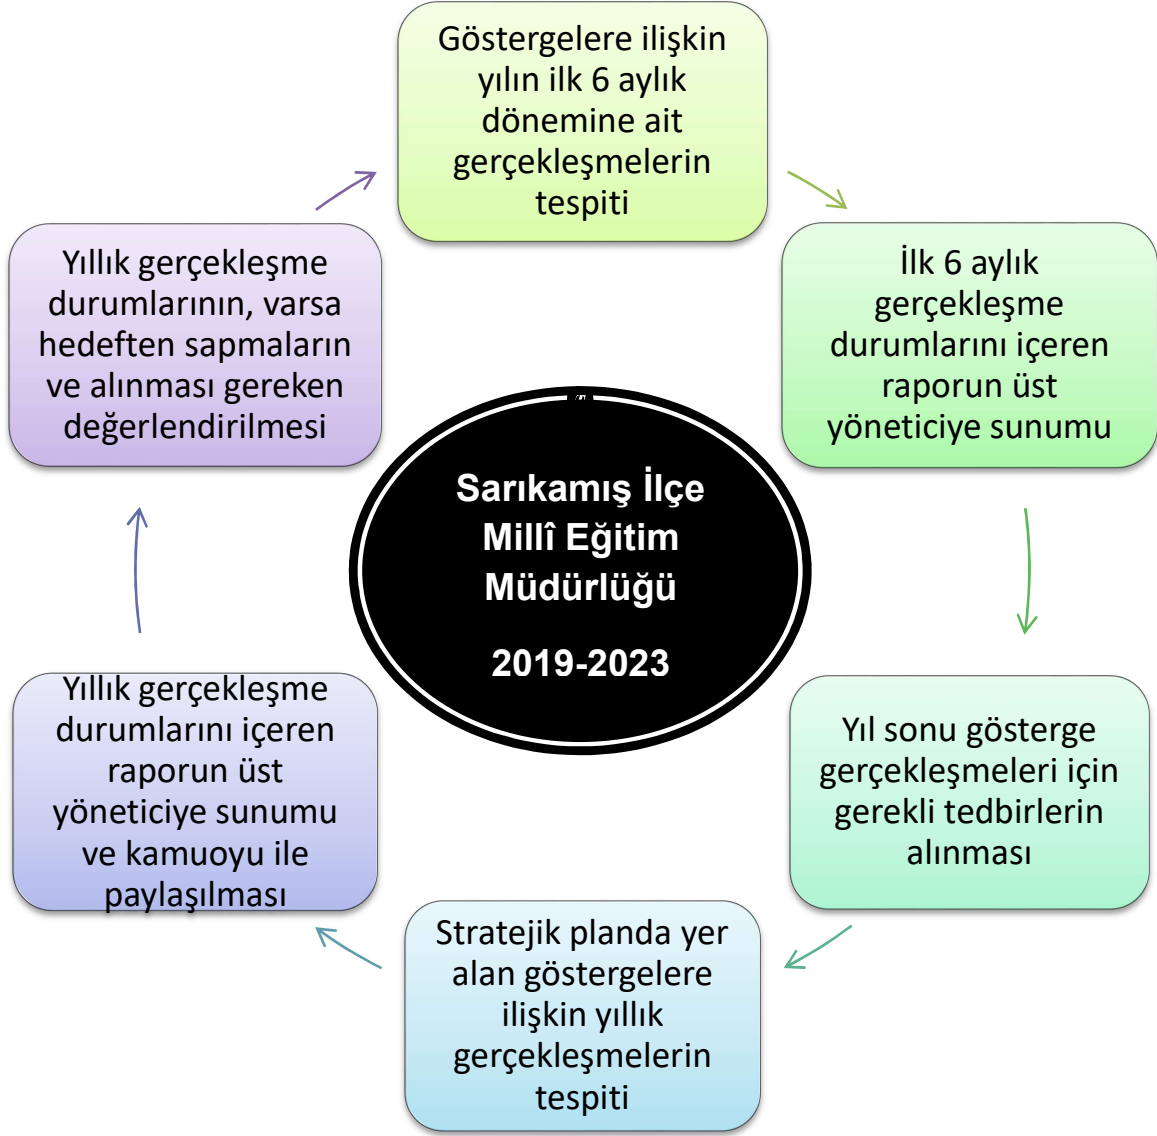 Göstergelere ilişkin
yılın ilk 6 aylık
dönemine ait
gerçekleşmelerin
tespiti
İlk 6 aylık
gerçekleşme
durumlarını içeren
raporun üst
yöneticiye sunumu
Yıl sonu gösterge
gerçekleşmeleri için
gerekli tedbirlerin
alınması
Stratejik planda yer
alan göstergelere
ilişkin yıllık
gerçekleşmelerin
tespiti
Yıllık gerçekleşme
durumlarını içeren
raporun üst
yöneticiye sunumu
ve kamuoyu ile
paylaşılması
Yıllık gerçekleşme
durumlarının, varsa
hedeften sapmaların
ve alınması gereken
değerlendirilmesi
Sarıkamış İlçe
Millî Eğitim
Müdürlüğü
2019-2023